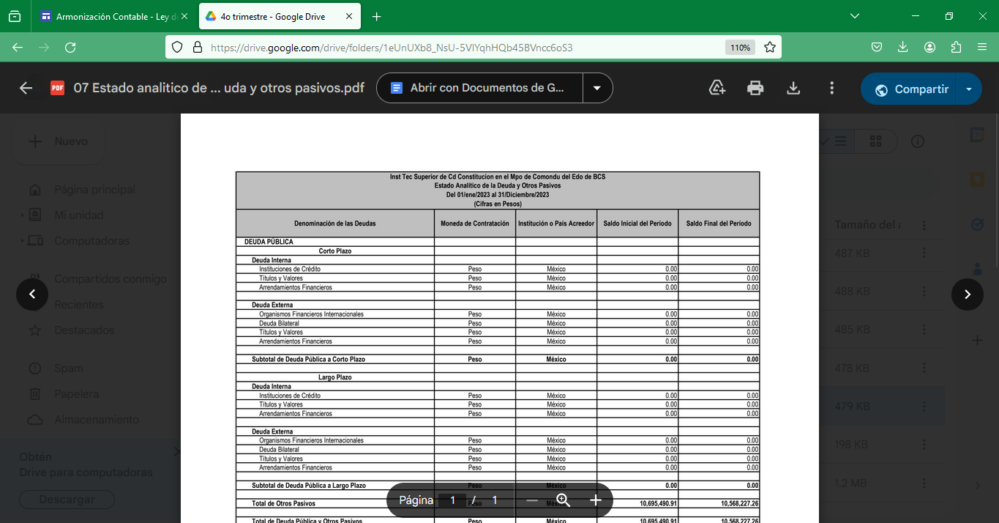 Armonización Contable - Ley d
4o trimestre - Google Drive
https://drive.google.com/drive/folders/1eUnUXb8_NsU-5VlYqhHQb45BVncc6oS3
110%
PDF
07 Estado analitico de ... uda y otros pasivos.pdf
Abrir con Documentos de G...
Compartir
Nuevo
Página principal
Mi unidad
Computadoras
Compartidos conmigo
Recientes
Destacados
Spam
Papelera
Almacenamiento
Obtén
Drive para computadoras
Descargar
Inst Tec Superior de Cd Constitucion en el Mpo de Comondu del Edo de BCS
Estado Analítico de la Deuda y Otros Pasivos
Del 01/ene/2023 al 31/Diciembre/2023
(Cifras en Pesos)
Denominación de las Deudas Moneda de Contratación Institución o País Acreedor Saldo Inicial del Período Saldo Final del Período
DEUDA PÚBLICA
Corto Plazo
Deuda Interna
Instituciones de Crédito Peso México 0.00 0.00
Títulos y Valores Peso México 0.00 0.00
Arrendamientos Financieros Peso México 0.00 0.00
Deuda Externa
Organismos Financieros Internacionales Peso México 0.00 0.00
Deuda Bilateral Peso México 0.00 0.00
Títulos y Valores Peso México 0.00 0.00
Arrendamientos Financieros Peso México 0.00 0.00
Subtotal de Deuda Pública a Corto Plazo Peso México 0.00 0.00
Largo Plazo
Deuda Interna
Instituciones de Crédito Peso México 0.00 0.00
Títulos y Valores Peso México 0.00 0.00
Arrendamientos Financieros Peso México 0.00 0.00
Deuda Externa
Organismos Financieros Internacionales Peso México 0.00 0.00
Deuda Bilateral Peso México 0.00 0.00
Títulos y Valores Peso México 0.00 0.00
Arrendamientos Financieros Peso México 0.00 0.00
Subtotal de Deuda Pública a Largo Plazo Peso México 0.00 0.00
Total de Otros Pasivos Peso México 10,695,490.91 10,568,227.26
Total de Deuda Pública y Otros Pasivos Peso México 10,695,490.91 10,568,227.26
Página 1 / 1
Tamaño del a
487 KB
488 KB
485 KB
478 KB
479 KB
198 KB
1.2 MB